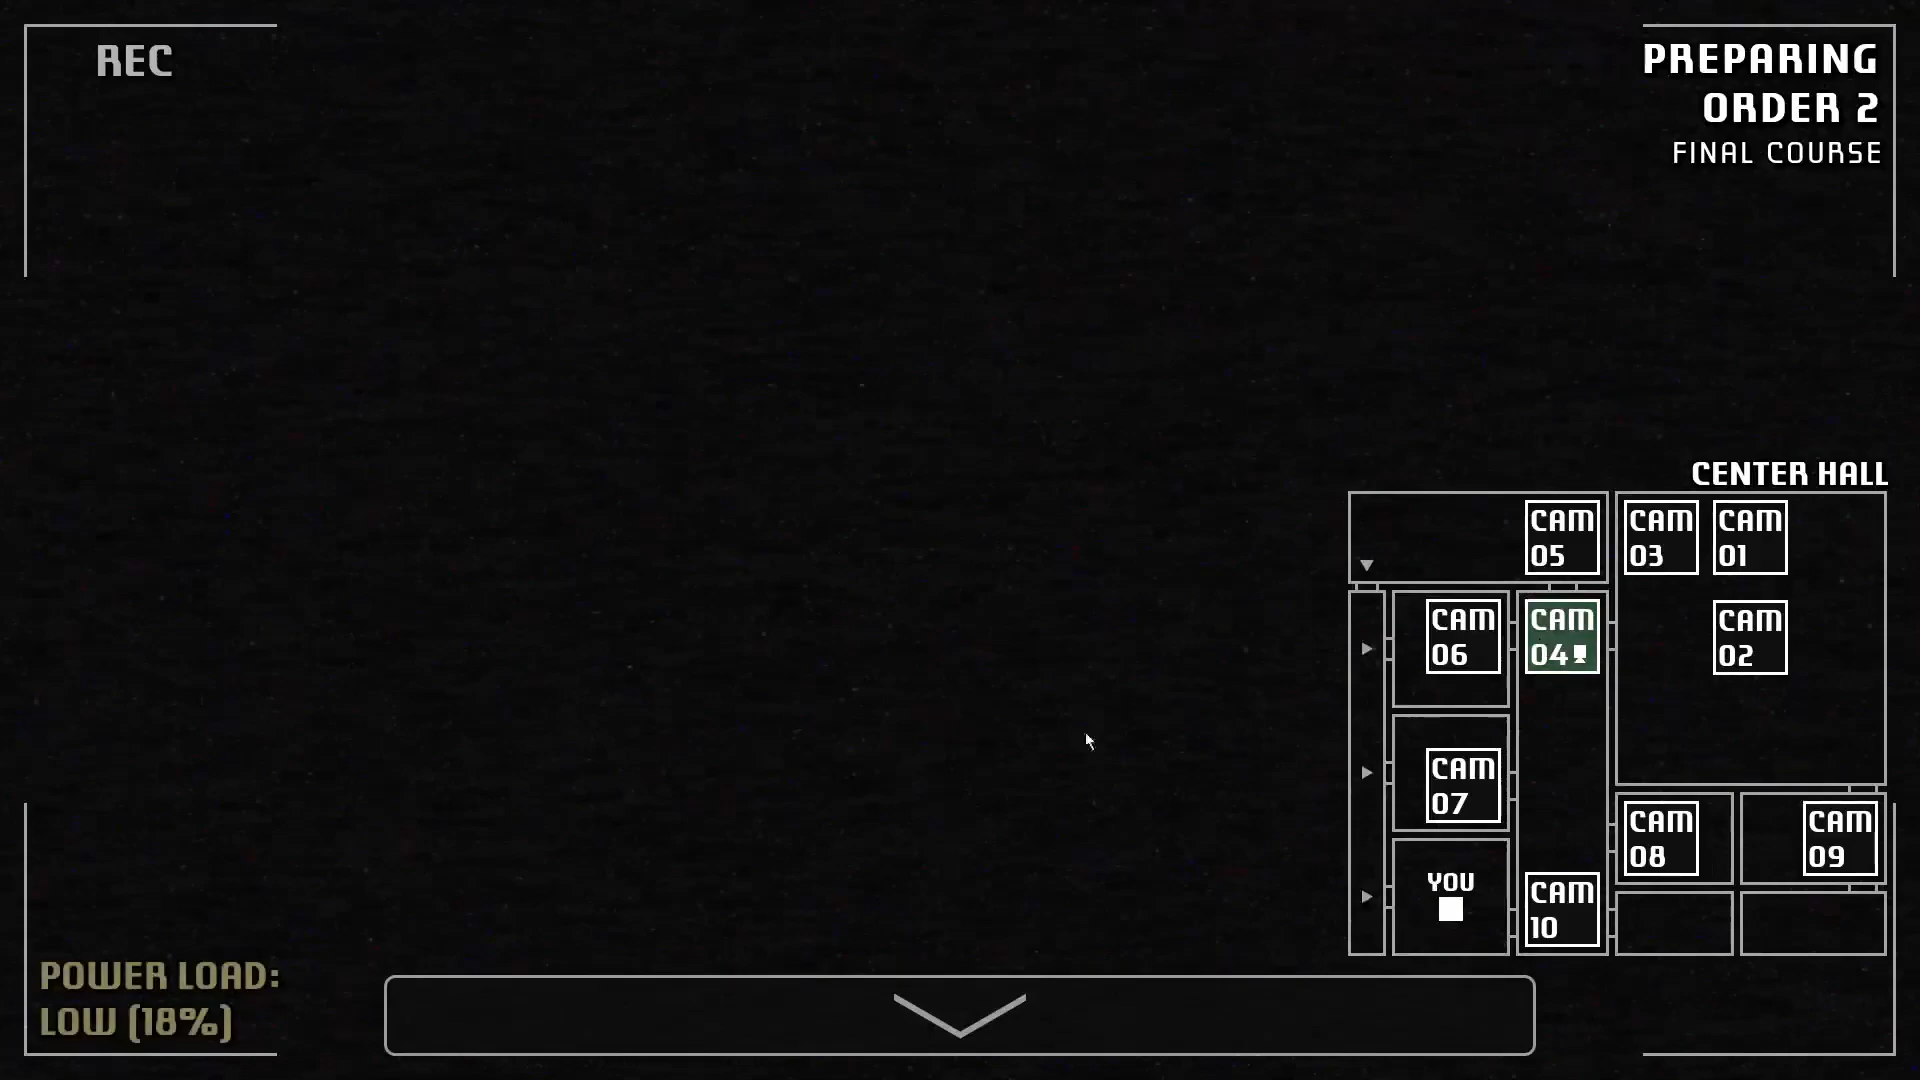 REC
PREPARING
ORDER 2
FINAL COURSE
CENTER HALL
CAM
05
CAM
03
CAM
01
CAM
06
CAM
04
CAM
02
CAM
07
CAM
08
CAM
09
YOU
CAM
10
POWER LOAD:
LOW (18%)